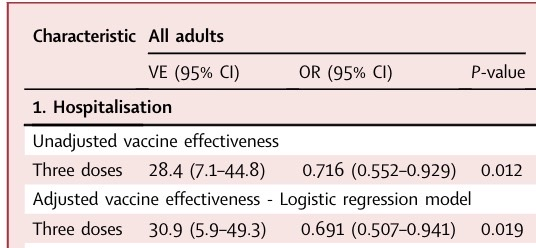 Characteristic All adults
VE (95% CI) OR (95% CI) P-value
1. Hospitalisation
Unadjusted vaccine effectiveness
Three doses 28.4 (7.1–44.8) 0.716 (0.552–0.929) 0.012
Adjusted vaccine effectiveness - Logistic regression model
Three doses 30.9 (5.9–49.3) 0.691 (0.507–0.941) 0.019